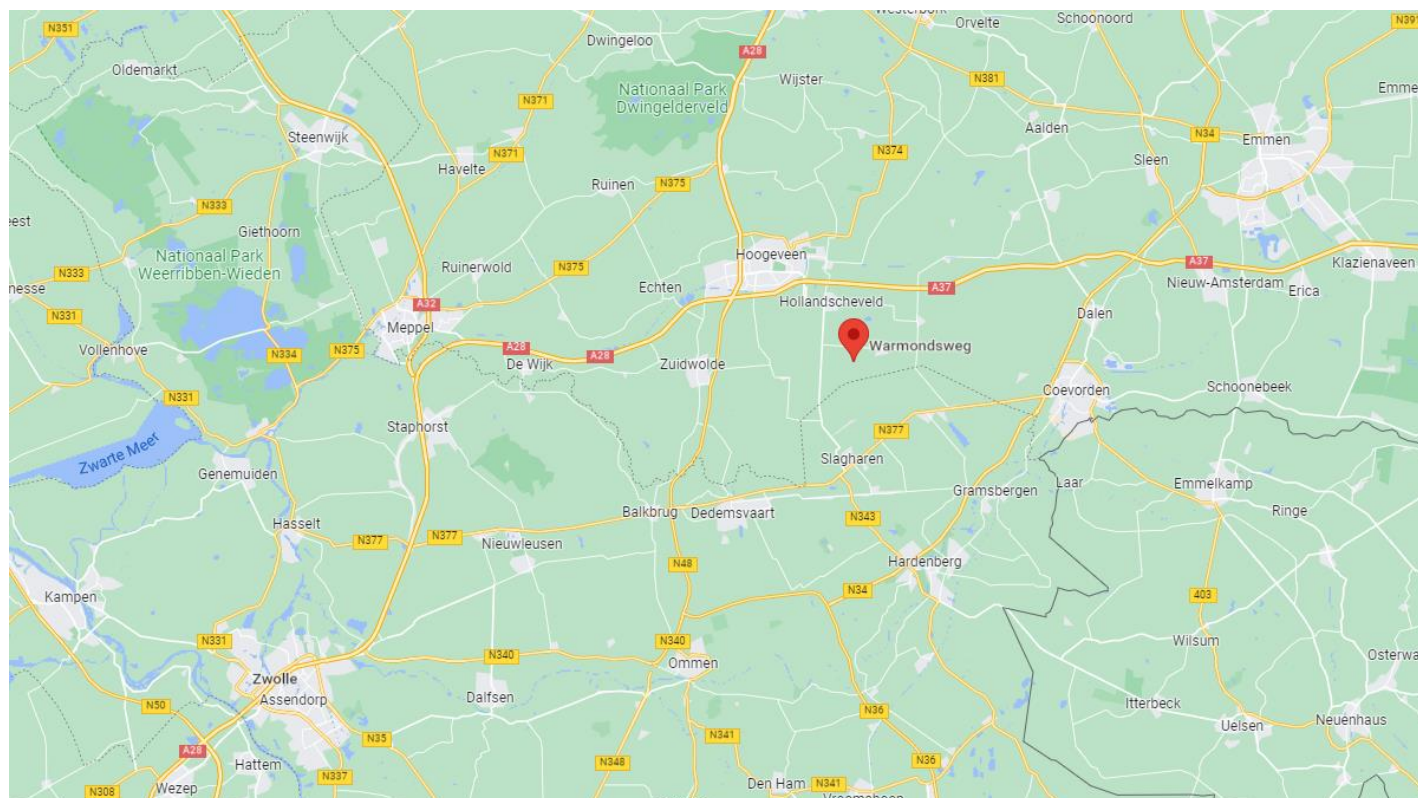 Westerbork
Orvelte
Schoonoord
N391
N351
Dwingeloo
A28
Oldemarkt
Wijster
N381
Nationaal Park
Dwingelderveld
N371
Aalden
N34
Emmen
Steenwijk
N374
Sleen
N371
Havelte
Ruinen
N375
N333
Giethoorn
Nationaal Park
Weerribben-Wieden
Hoogeveen
N333
Ruinerwold
N375
A37
Klazienaveen
Echten
A37
Nieuw-Amsterdam
Erica
A32
Hollandscheveld
N331
Meppel
Dalen
Vollenhove
N334
N375
A28
A28
De Wijk
Zuidwolde
Warmondsweg
Coevorden
Schoonebeek
N331
Staphorst
N377
Zwarte Meer
Slagharen
Genemuiden
Laar
Emmelkamp
Gramsbergen
Balkbrug
Dedemsvaart
N343
Ringe
Hasselt
N377
N377
Nieuwleusen
N48
Hardenberg
Kampen
N34
403
N331
N340
Wilsum
N340
Ommen
Zwolle
Assendorp
Dalfsen
N50
N36
Itterbeck
Uelsen
Neuenhaus
A28
N35
N341
Hattem
N348
N36
N337
Den Ham
N341
N308
Wezep